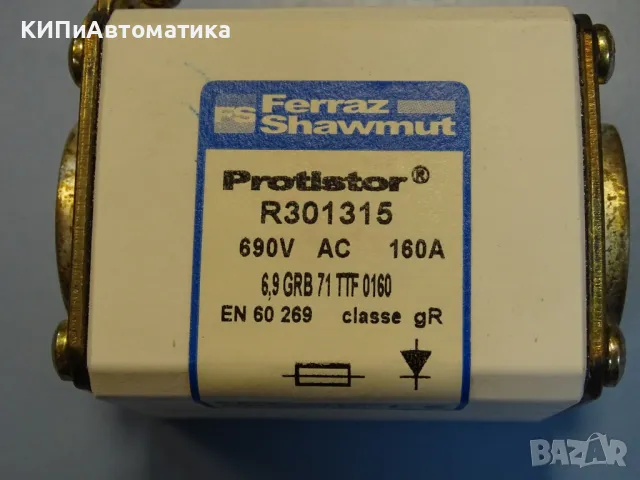 КИПиАвтоматика
FS Ferraz
Shawmut
Protistor®
R301315
690V AC 160A
6,9 GRB 71 TTF 0160
EN 60 269 classe gR
BAZAR